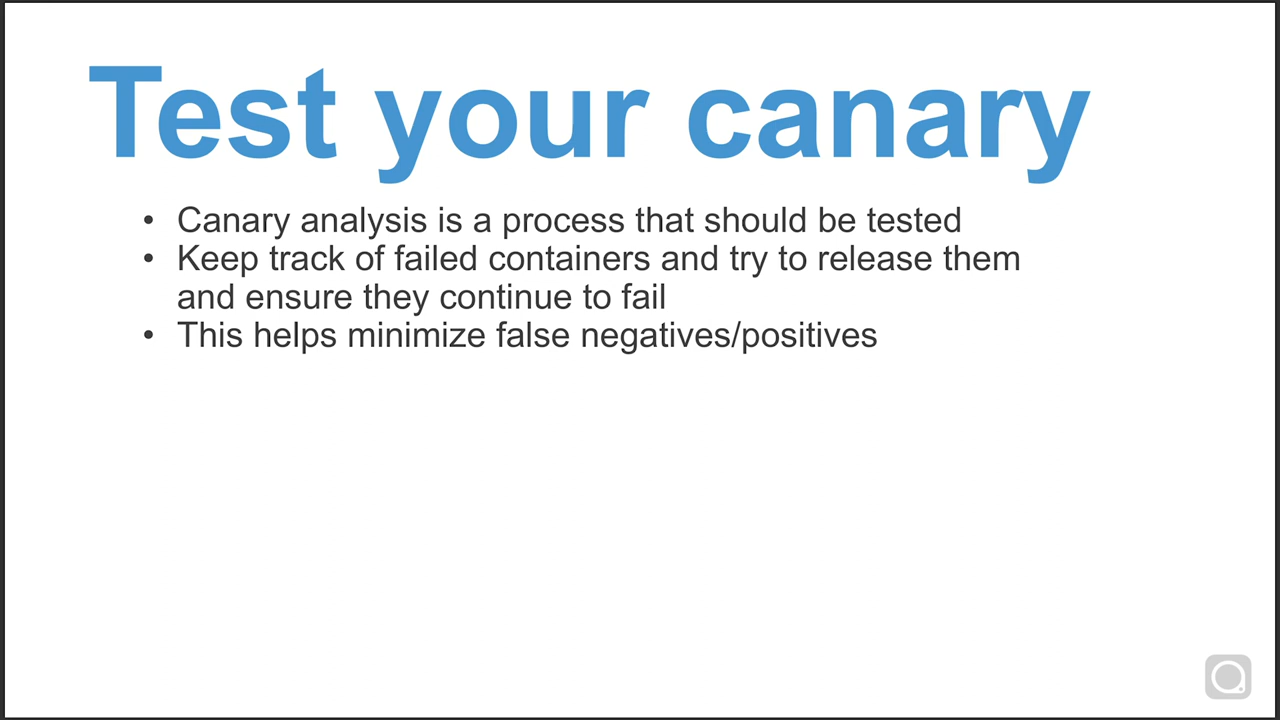 Test your canary
• Canary analysis is a process that should be tested
• Keep track of failed containers and try to release them
and ensure they continue to fail
• This helps minimize false negatives/positives